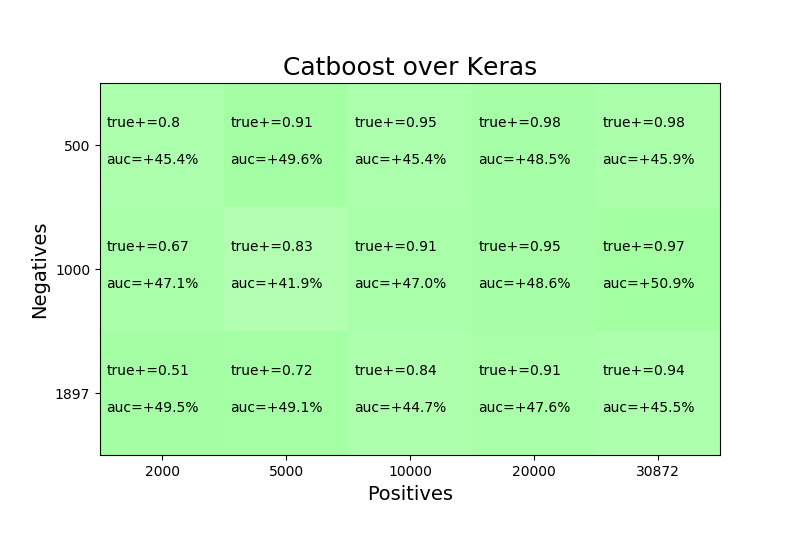 Catboost over Keras
true+=0.8 true+=0.91 true+=0.95 true+=0.98 true+=0.98
500
auc=+45.4% auc=+49.6% auc=+45.4% auc=+48.5% auc=+45.9%
true+=0.67 true+=0.83 true+=0.91 true+=0.95 true+=0.97
1000
auc=+47.1% auc=+41.9% auc=+47.0% auc=+48.6% auc=+50.9%
true+=0.51 true+=0.72 true+=0.84 true+=0.91 true+=0.94
1897
auc=+49.5% auc=+49.1% auc=+44.7% auc=+47.6% auc=+45.5%
Negatives
2000 5000 10000 20000 30872
Positives